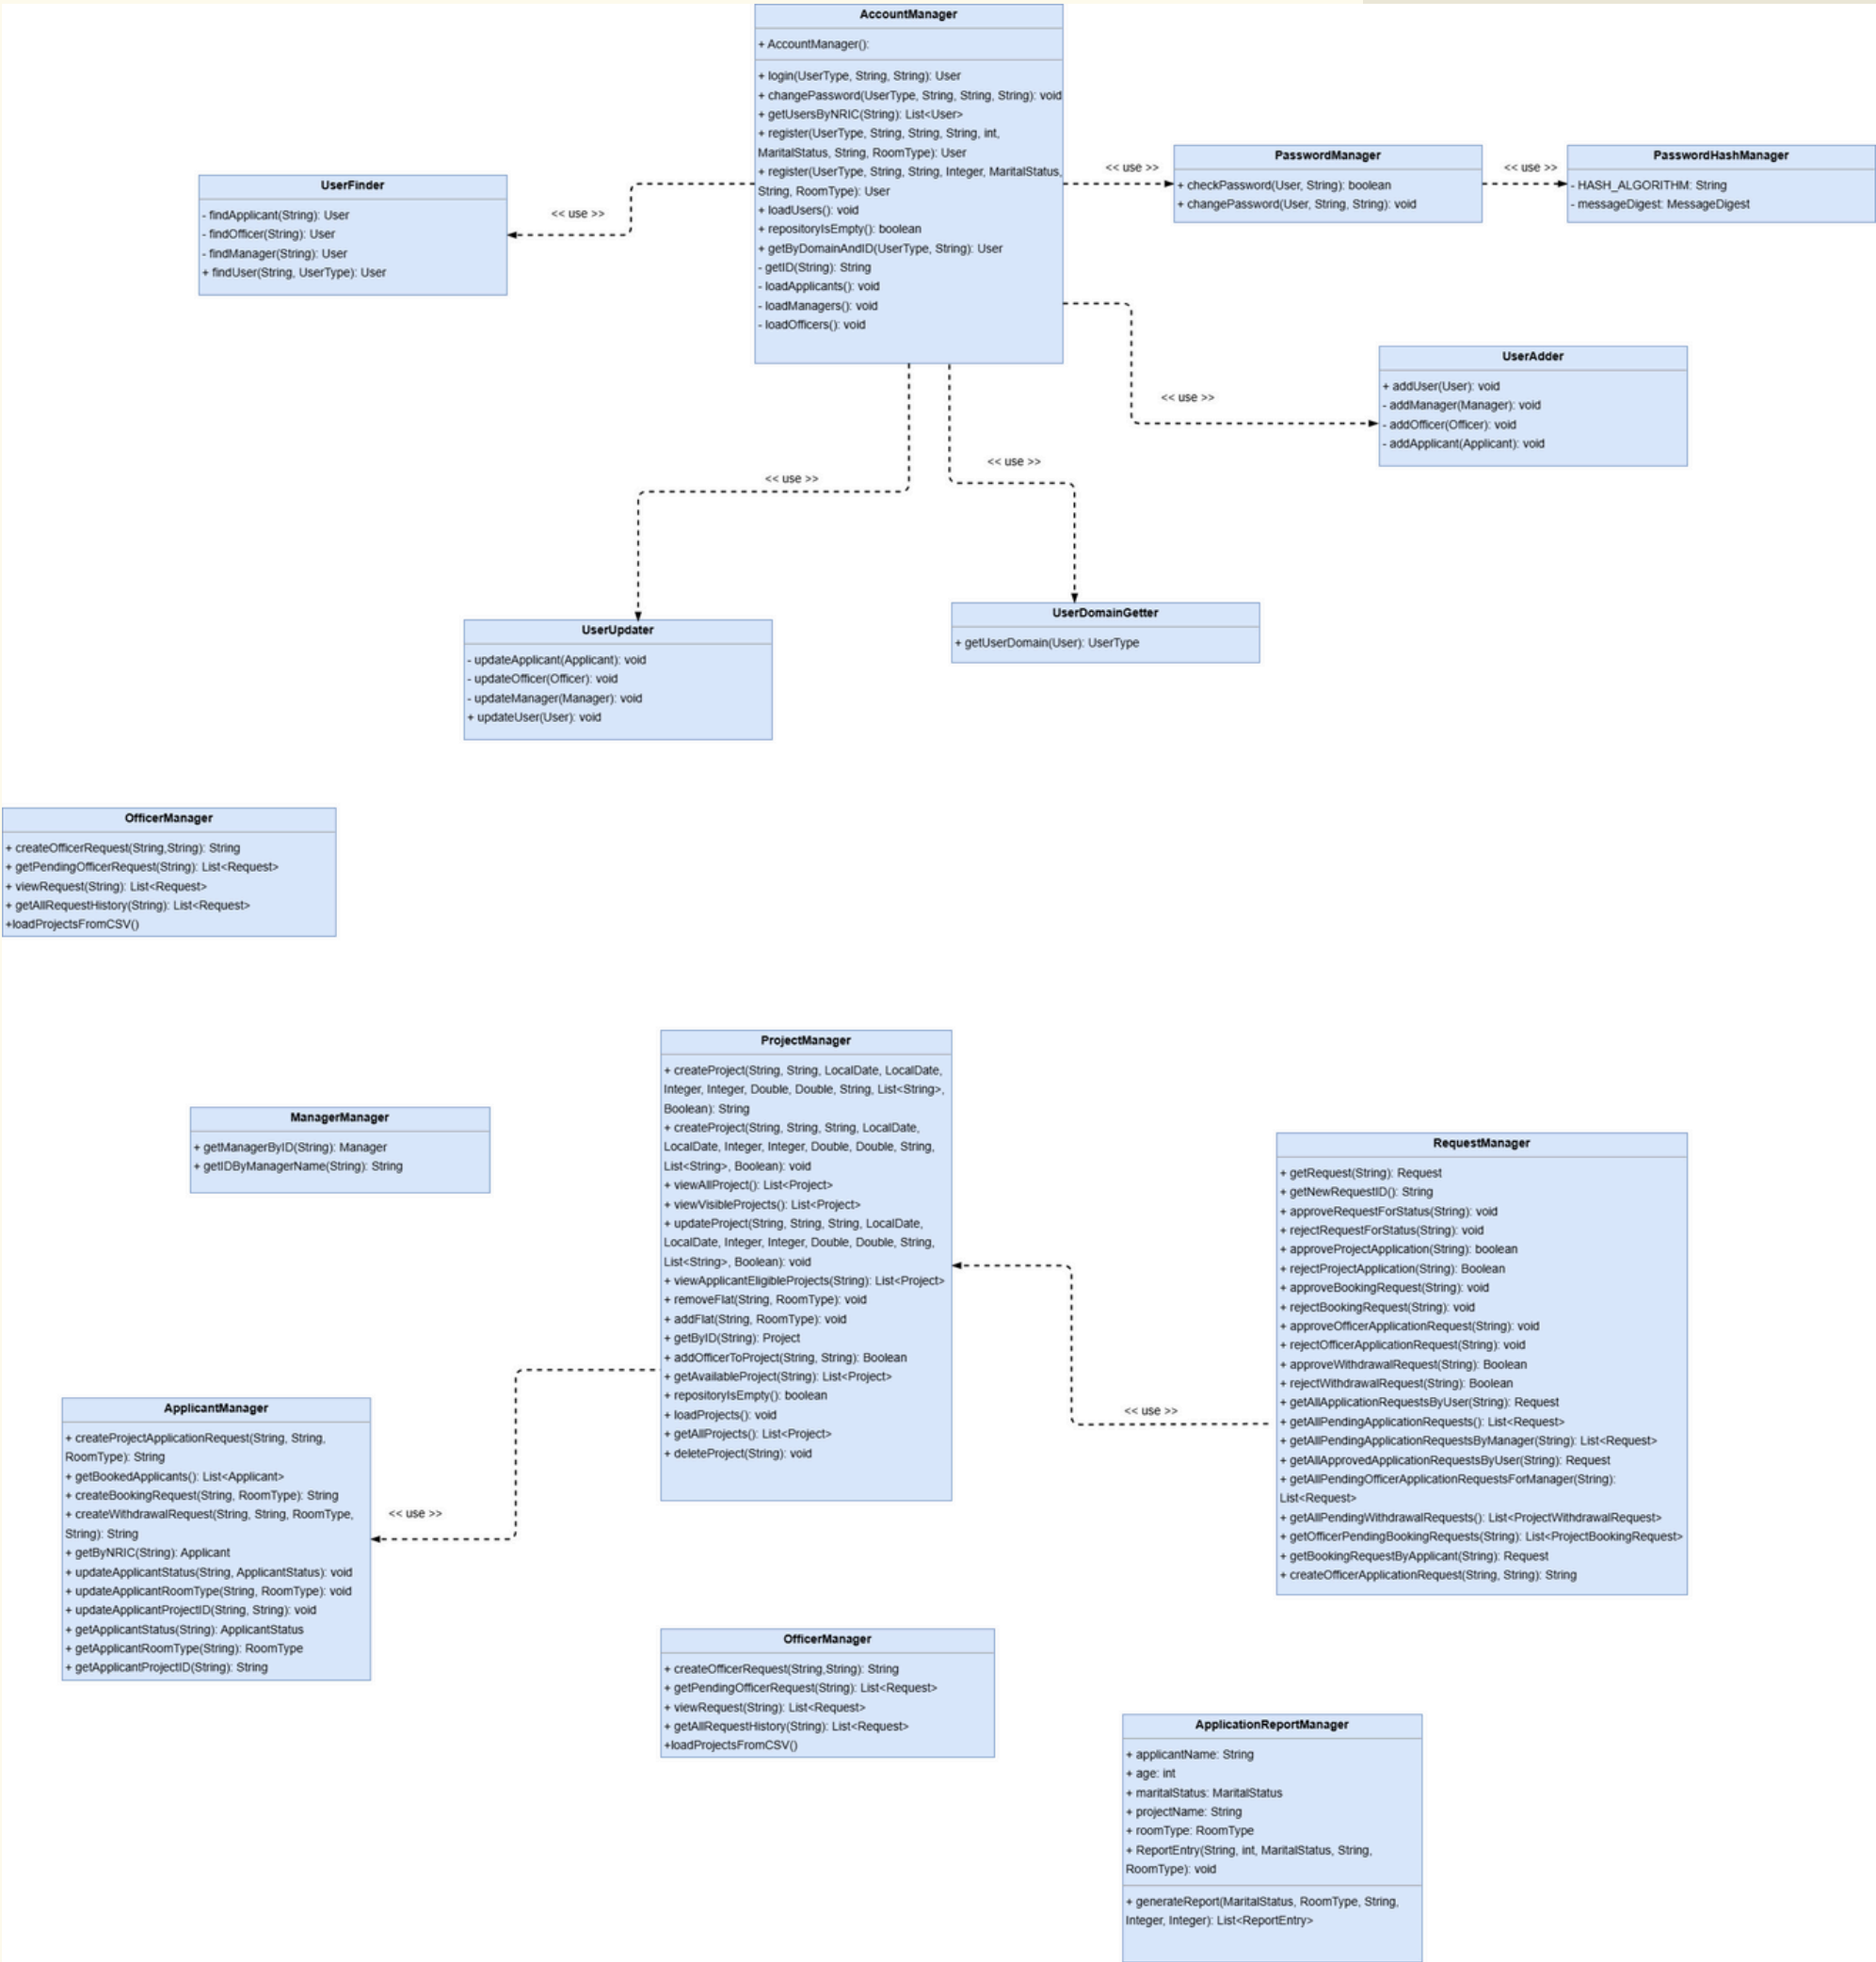 AccountManager
+ AccountManager():
+ login(UserType, String, String): User
+ changePassword(UserType, String, String, String): void
+ getUsersByNRIC(String): List<User>
+ register(UserType, String, String, String, int,
MaritalStatus, String, RoomType): User
+ register(UserType, String, String, Integer, MaritalStatus,
String, RoomType): User
+ loadUsers(): void
+ repositoryIsEmpty(): boolean
+ getByDomainAndID(UserType, String): User
- getID(String): String
- loadApplicants(): void
- loadManagers(): void
- loadOfficers(): void
<< use >>
PasswordManager
+ checkPassword(User, String): boolean
+ changePassword(User, String, String): void
<< use >>
PasswordHashManager
- HASH_ALGORITHM: String
- messageDigest: MessageDigest
UserFinder
- findApplicant(String): User
- findOfficer(String): User
- findManager(String): User
+ findUser(String, UserType): User
<< use >>
UserAdder
+ addUser(User): void
- addManager(Manager): void
- addOfficer(Officer): void
- addApplicant(Applicant): void
<< use >>
<< use >>
<< use >>
UserUpdater
- updateApplicant(Applicant): void
- updateOfficer(Officer): void
- updateManager(Manager): void
+ updateUser(User): void
UserDomainGetter
+ getUserDomain(User): UserType
OfficerManager
+ createOfficerRequest(String,String): String
+ getPendingOfficerRequest(String): List<Request>
+ viewRequest(String): List<Request>
+ getAllRequestHistory(String): List<Request>
+loadProjectsFromCSV()
ProjectManager
+ createProject(String, String, LocalDate, LocalDate,
Integer, Integer, Double, Double, String, List<String>,
Boolean): String
+ createProject(String, String, String, LocalDate,
LocalDate, Integer, Integer, Double, Double, String,
List<String>, Boolean): void
+ viewAllProject(): List<Project>
+ viewVisibleProjects(): List<Project>
+ updateProject(String, String, String, LocalDate,
LocalDate, Integer, Integer, Double, Double, String,
List<String>, Boolean): void
+ viewApplicantEligibleProjects(String): List<Project>
+ removeFlat(String, RoomType): void
+ addFlat(String, RoomType): void
+ getByID(String): Project
+ addOfficerToProject(String, String): Boolean
+ getAvailableProject(String): List<Project>
+ repositoryIsEmpty(): boolean
+ loadProjects(): void
+ getAllProjects(): List<Project>
+ deleteProject(String): void
ManagerManager
+ getManagerByID(String): Manager
+ getIDByManagerName(String): String
RequestManager
+ getRequest(String): Request
+ getNewRequestID(): String
+ approveRequestForStatus(String): void
+ rejectRequestForStatus(String): void
+ approveProjectApplication(String): boolean
+ rejectProjectApplication(String): Boolean
+ approveBookingRequest(String): void
+ rejectBookingRequest(String): void
+ approveOfficerApplicationRequest(String): void
+ rejectOfficerApplicationRequest(String): void
+ approveWithdrawalRequest(String): Boolean
+ rejectWithdrawalRequest(String): Boolean
+ getAllApplicationRequestsByUser(String): Request
+ getAllPendingApplicationRequests(): List<Request>
+ getAllPendingApplicationRequestsByManager(String): List<Request>
+ getAllApprovedApplicationRequestsByUser(String): Request
+ getAllPendingOfficerApplicationRequestsForManager(String):
List<Request>
+ getAllPendingWithdrawalRequests(): List<ProjectWithdrawalRequest>
+ getOfficerPendingBookingRequests(String): List<ProjectBookingRequest>
+ getBookingRequestByApplicant(String): Request
+ createOfficerApplicationRequest(String, String): String
<< use >>
ApplicantManager
+ createProjectApplicationRequest(String, String,
RoomType): String
+ getBookedApplicants(): List<Applicant>
+ createBookingRequest(String, RoomType): String
+ createWithdrawalRequest(String, String, RoomType,
String): String
+ getByNRIC(String): Applicant
+ updateApplicantStatus(String, ApplicantStatus): void
+ updateApplicantRoomType(String, RoomType): void
+ updateApplicantProjectID(String, String): void
+ getApplicantStatus(String): ApplicantStatus
+ getApplicantRoomType(String): RoomType
+ getApplicantProjectID(String): String
<< use >>
OfficerManager
+ createOfficerRequest(String,String): String
+ getPendingOfficerRequest(String): List<Request>
+ viewRequest(String): List<Request>
+ getAllRequestHistory(String): List<Request>
+loadProjectsFromCSV()
ApplicationReportManager
+ applicantName: String
+ age: int
+ maritalStatus: MaritalStatus
+ projectName: String
+ roomType: RoomType
+ ReportEntry(String, int, MaritalStatus, String,
RoomType): void
+ generateReport(MaritalStatus, RoomType, String,
Integer, Integer): List<ReportEntry>